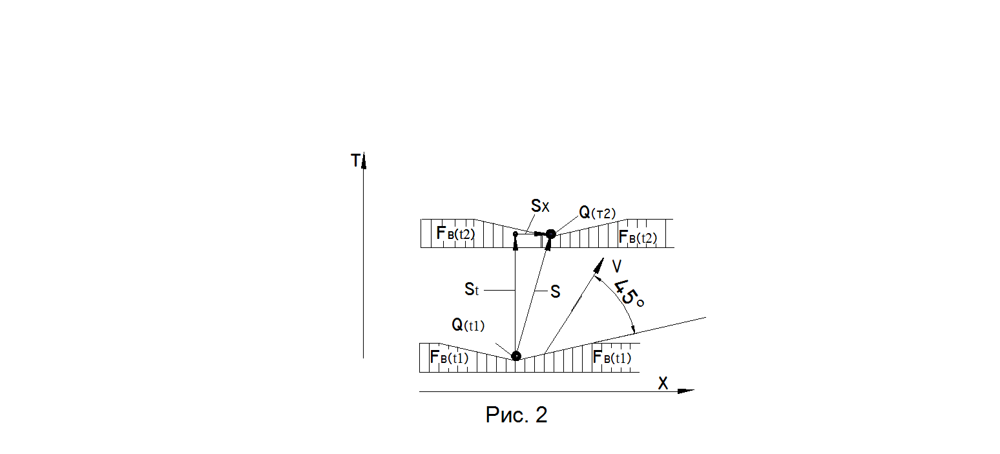 T
Sx
Q(т2)
Fв(t2)
Fв(t2)
V
45°
St
S
Q(t1)
Fв(t1)
Fв(t1)
X
Рис. 2